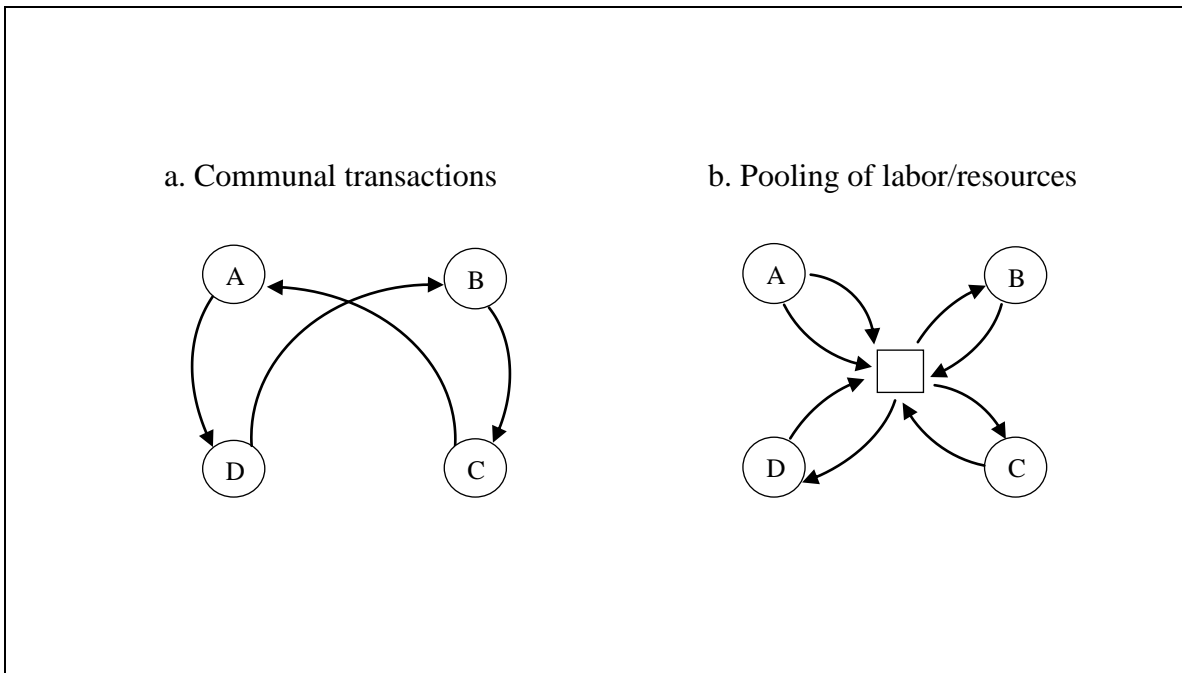 a. Communal transactions
b. Pooling of labor/resources
A
B
D
C
A
B
D
C